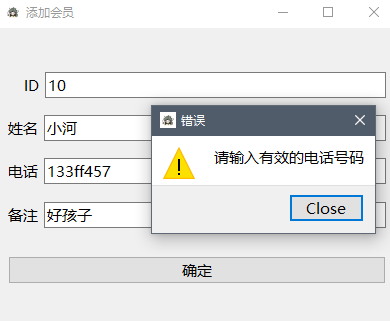 添加会员
ID 10
错误
姓名 小河
请输入有效的电话号码
电话 133ff457
Close
备注 好孩子
确定